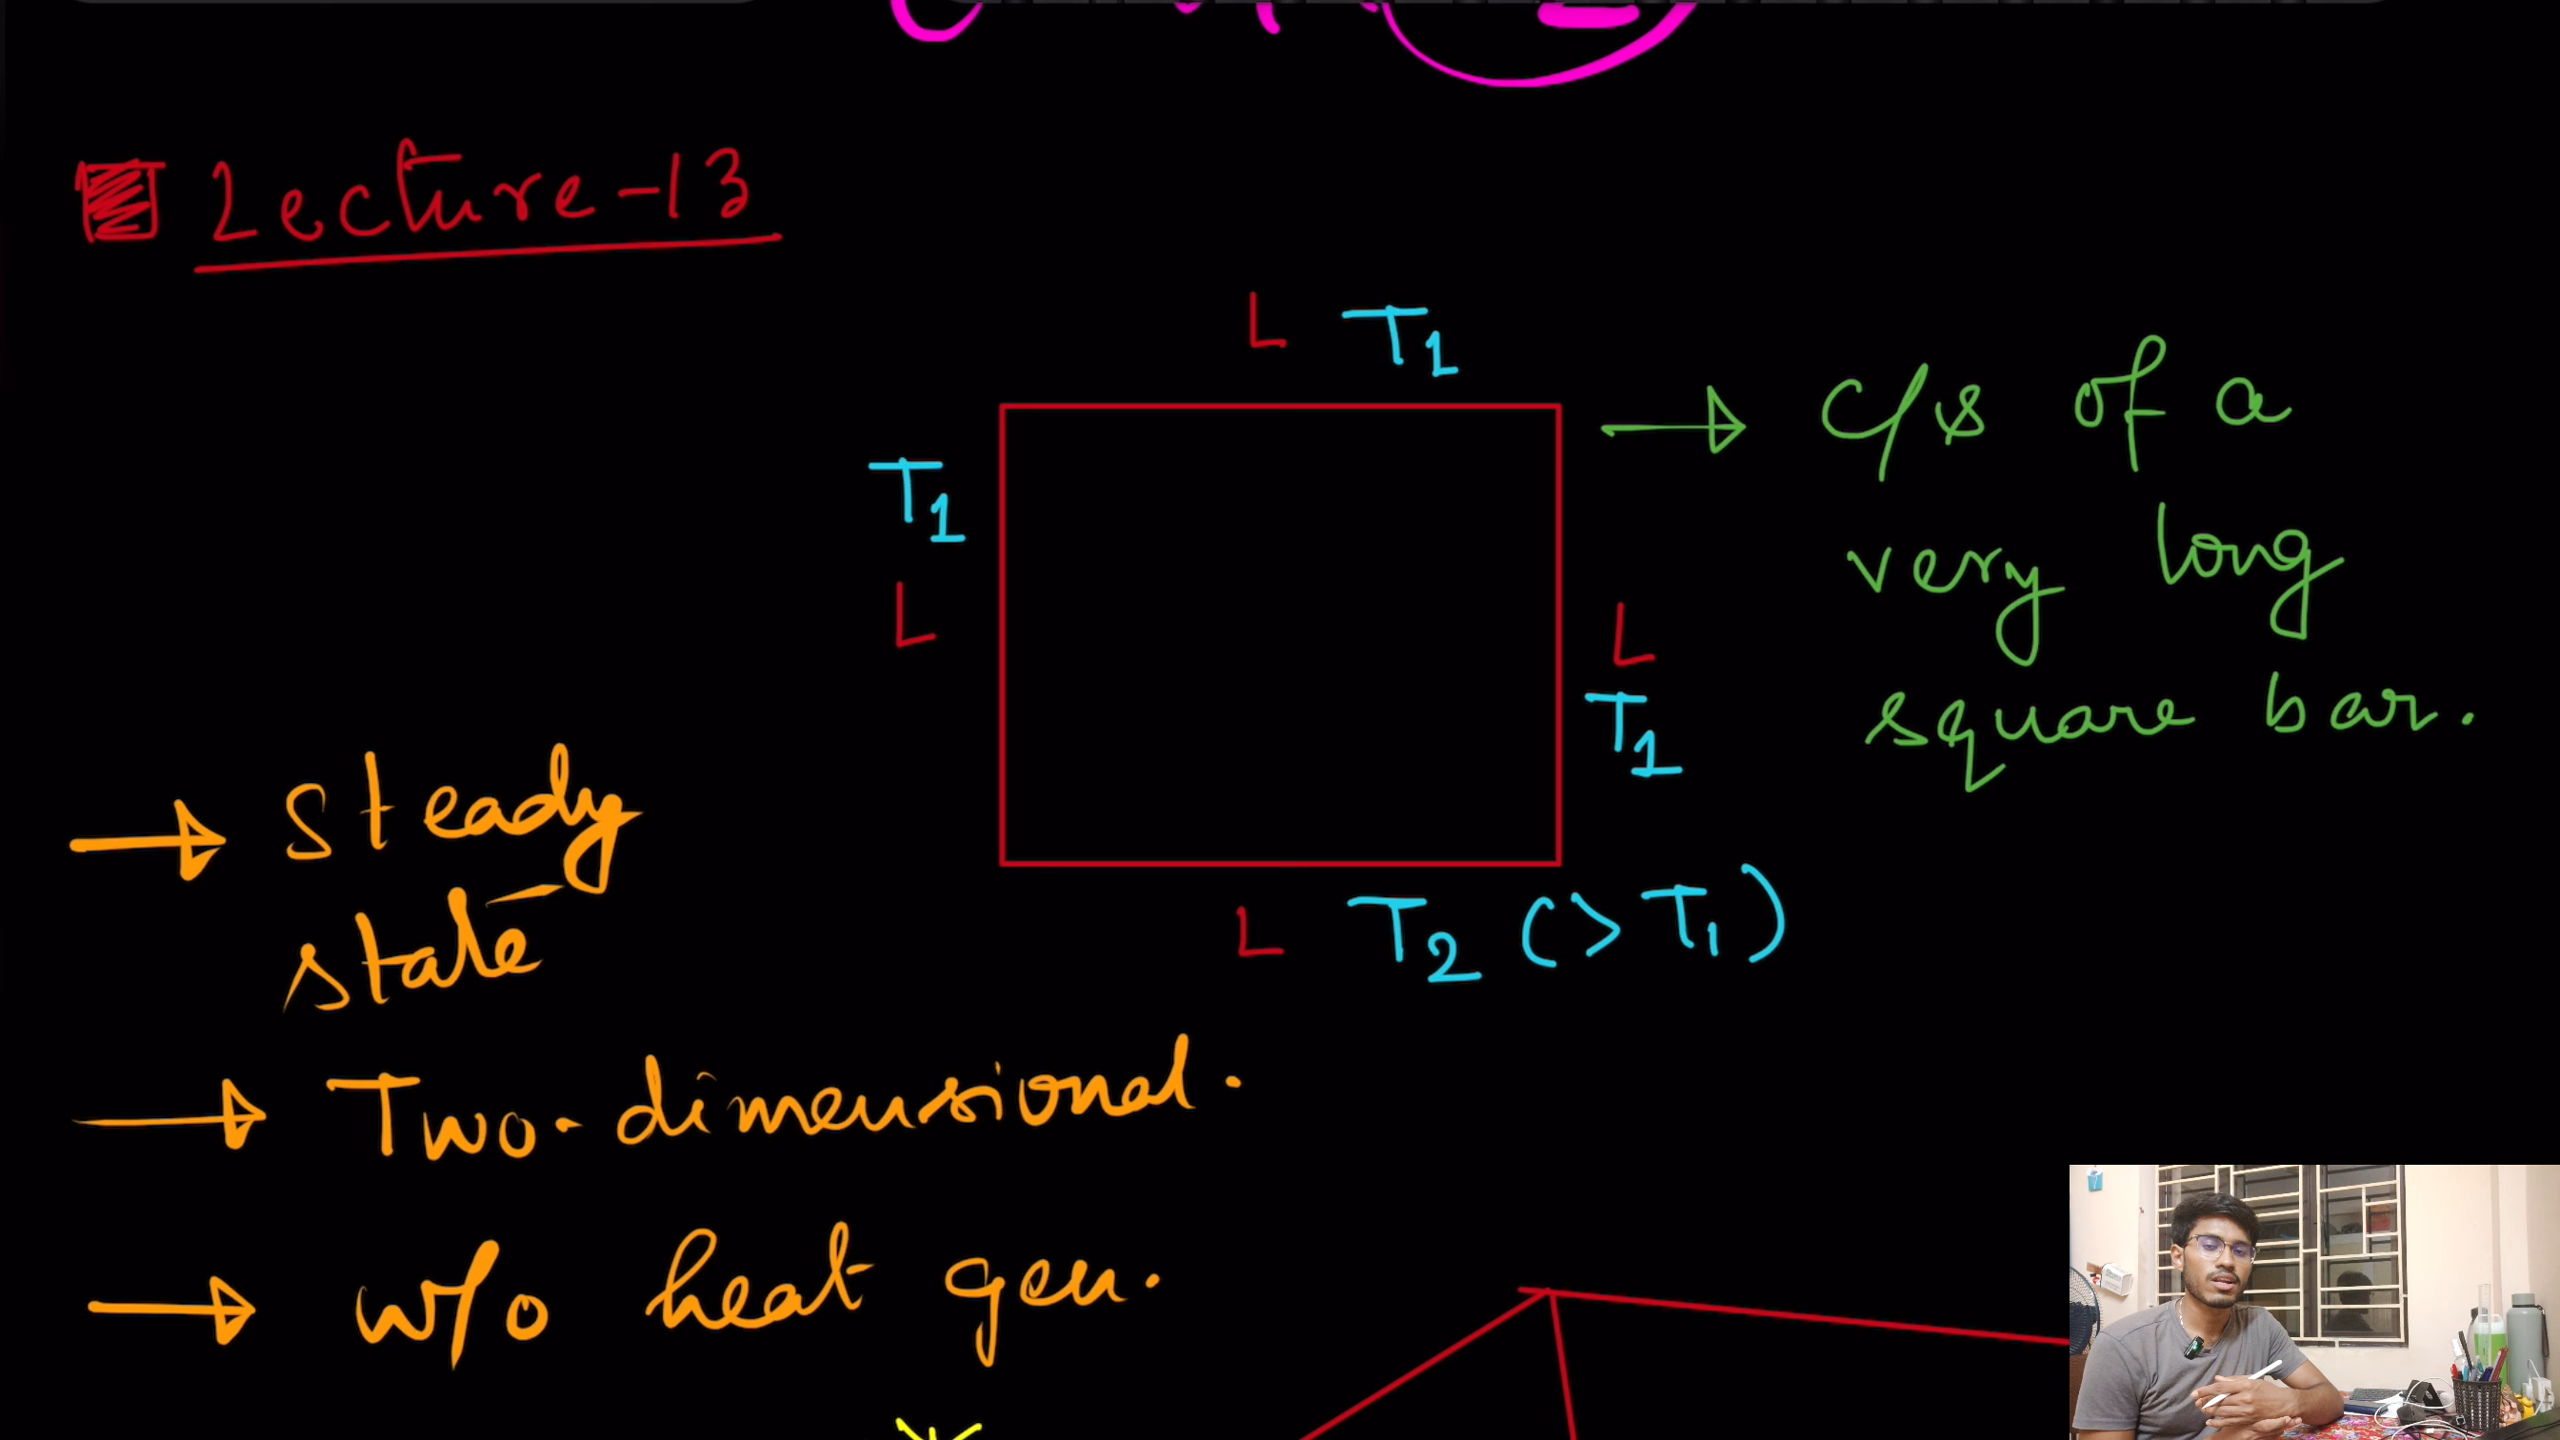 Lecture-13
L T1
T1
L
L
T1
L T2 (>T1)
c/s of a
very long
square bar.
Steady
state
Two-dimensional.
w/o heat gen.